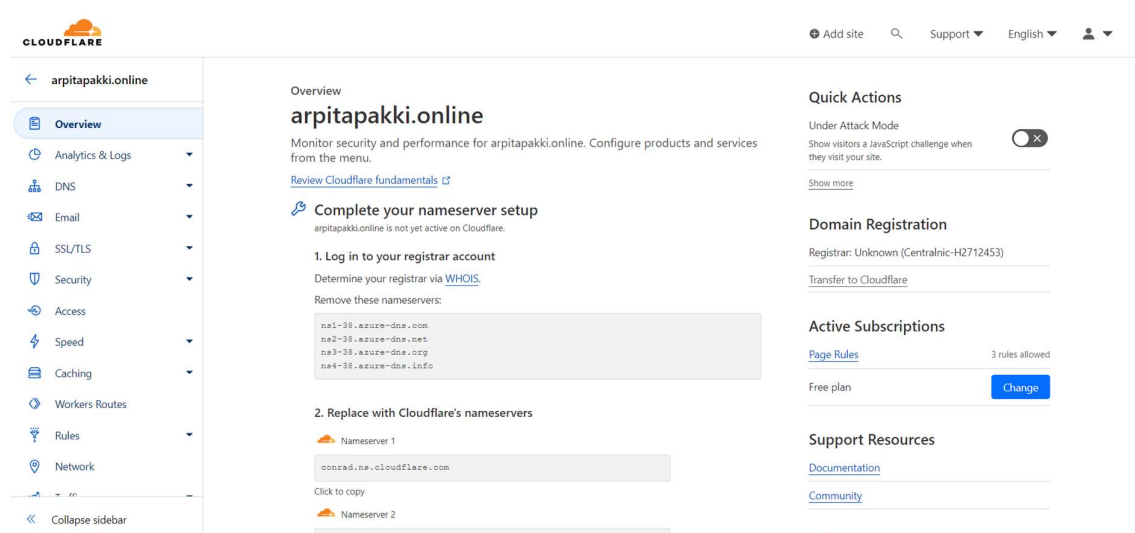 CLOUDFLARE
Add site
Support
English
arpitapakki.online
Overview
Analytics & Logs
DNS
Email
SSL/TLS
Security
Access
Speed
Caching
Workers Routes
Rules
Network
Collapse sidebar
Overview
arpitapakki.online
Monitor security and performance for arpitapakki.online. Configure products and services
from the menu.
Review Cloudflare fundamentals
Complete your nameserver setup
arpitapakki.online is not yet active on Cloudflare.
1. Log in to your registrar account
Determine your registrar via WHOIS.
Remove these nameservers:
ns1-38.azure-dns.com
ns2-38.azure-dns.net
ns3-38.azure-dns.org
ns4-38.azure-dns.info
2. Replace with Cloudflare's nameservers
Nameserver 1
conrad.ns.cloudflare.com
Click to copy
Nameserver 2
Quick Actions
Under Attack Mode
Show visitors a JavaScript challenge when
they visit your site.
Show more
Domain Registration
Registrar: Unknown (Centralnic-H2712453)
Transfer to Cloudflare
Active Subscriptions
Page Rules 3 rules allowed
Free plan Change
Support Resources
Documentation
Community